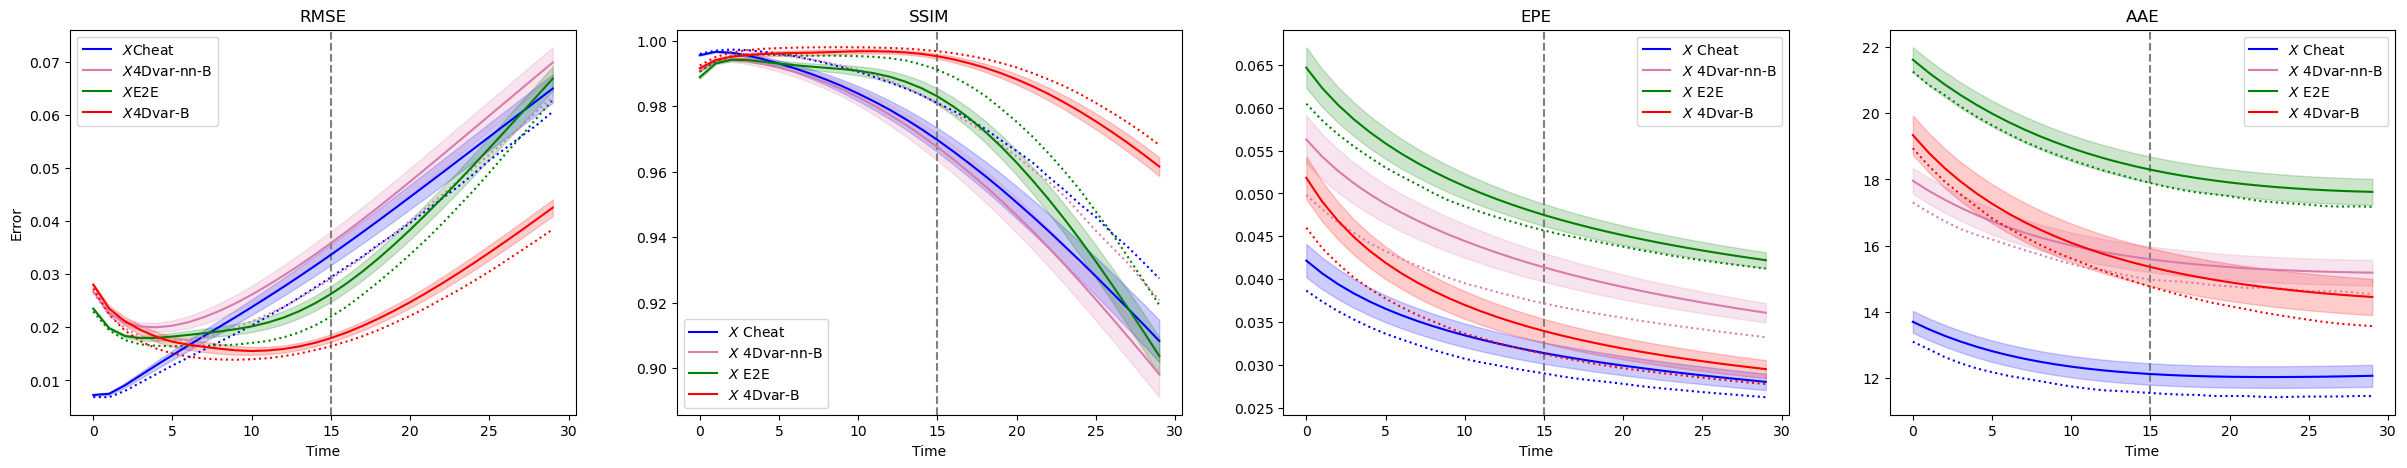 RMSE
XCheat
X4Dvar-nn-B
XE2E
X4Dvar-B
Error
0.07
0.06
0.05
0.04
0.03
0.02
0.01
0 5 10 15 20 25 30
Time
SSIM
1.00
0.98
0.96
0.94
0.92
0.90
X Cheat
X 4Dvar-nn-B
X E2E
X 4Dvar-B
0 5 10 15 20 25 30
Time
EPE
X Cheat
X 4Dvar-nn-B
X E2E
X 4Dvar-B
0.065
0.060
0.055
0.050
0.045
0.040
0.035
0.030
0.025
0 5 10 15 20 25 30
Time
AAE
X Cheat
X 4Dvar-nn-B
X E2E
X 4Dvar-B
22
20
18
16
14
12
0 5 10 15 20 25 30
Time